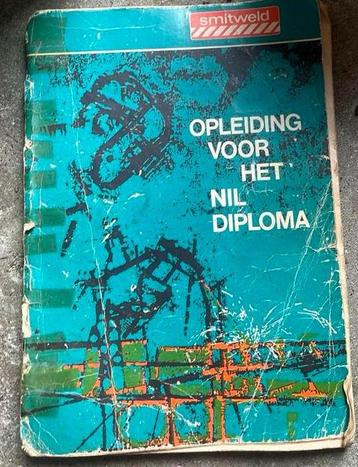 smitweld
OPLEIDING
VOOR
HET
NIL
DIPLOMA